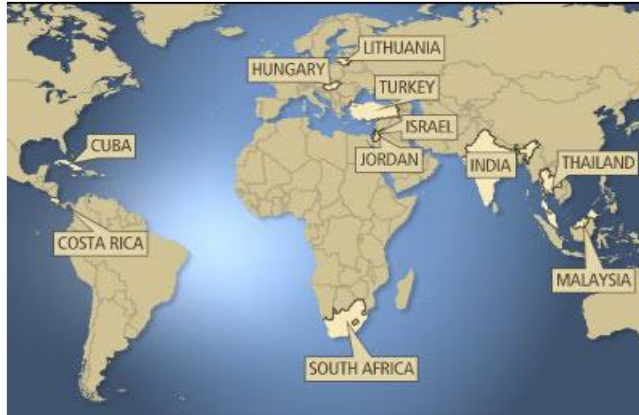 LITHUANIA
HUNGARY
TURKEY
ISRAEL
CUBA
JORDAN
INDIA
THAILAND
COSTA RICA
MALAYSIA
SOUTH AFRICA